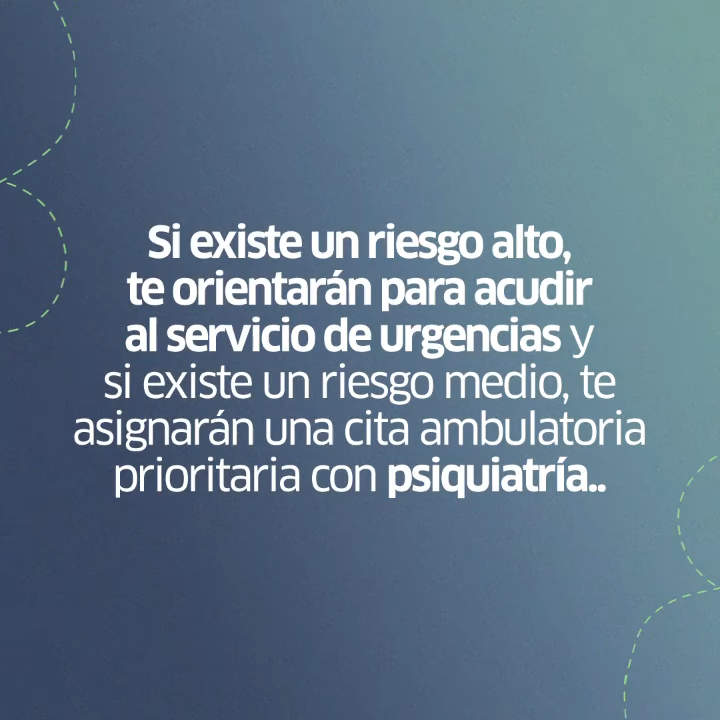 Si existe un riesgo alto,
te orientarán para acudir
al servicio de urgencias y
si existe un riesgo medio, te
asignarán una cita ambulatoria
prioritaria con psiquiatría..